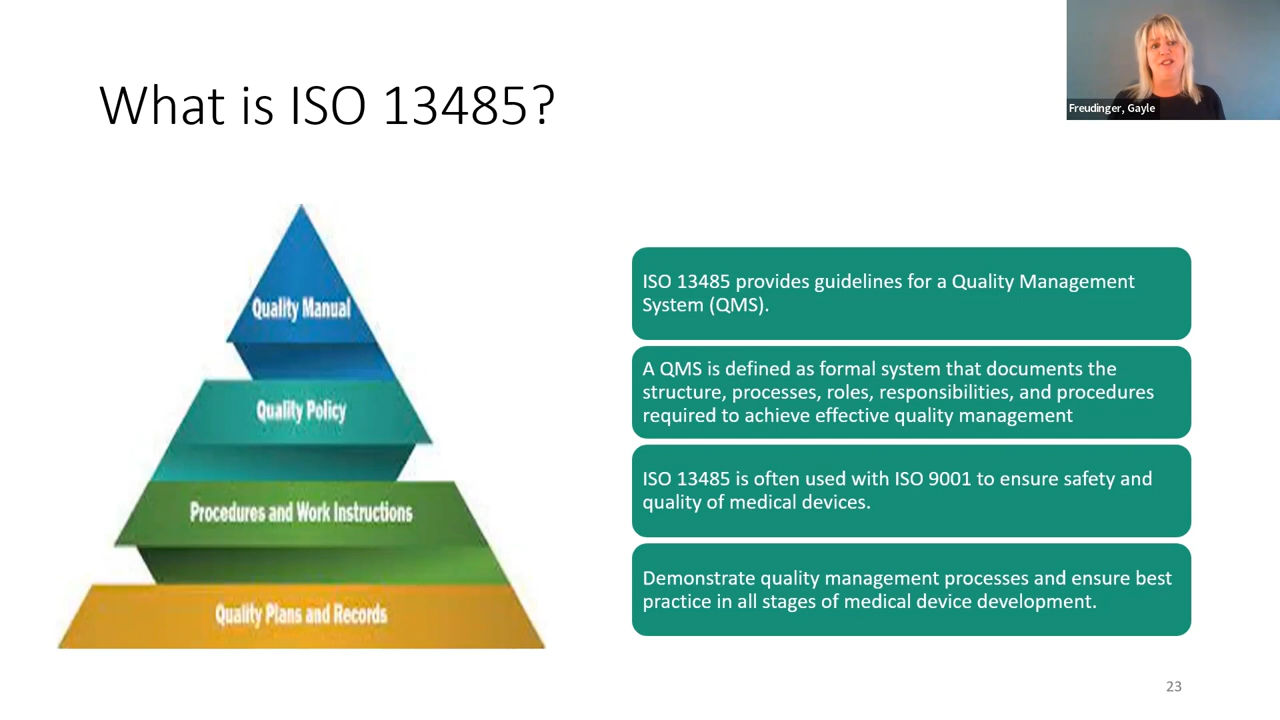 What is ISO 13485?
Freudinger, Gayle
Quality Manual
Quality Policy
Procedures and Work Instructions
Quality Plans and Records
ISO 13485 provides guidelines for a Quality Management
System (QMS).
A QMS is defined as formal system that documents the
structure, processes, roles, responsibilities, and procedures
required to achieve effective quality management
ISO 13485 is often used with ISO 9001 to ensure safety and
quality of medical devices.
Demonstrate quality management processes and ensure best
practice in all stages of medical device development.
23